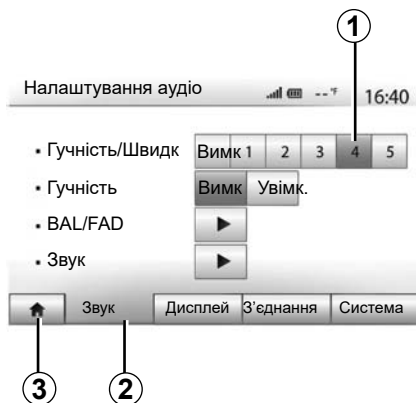 1
Налаштування аудіо --°F 16:40
• Гучність/Швидк Вимк 1 2 3 4 5
• Гучність Вимк Увімк.
• BAL/FAD
• Звук
Звук Дисплей З’єднання Система
3 2